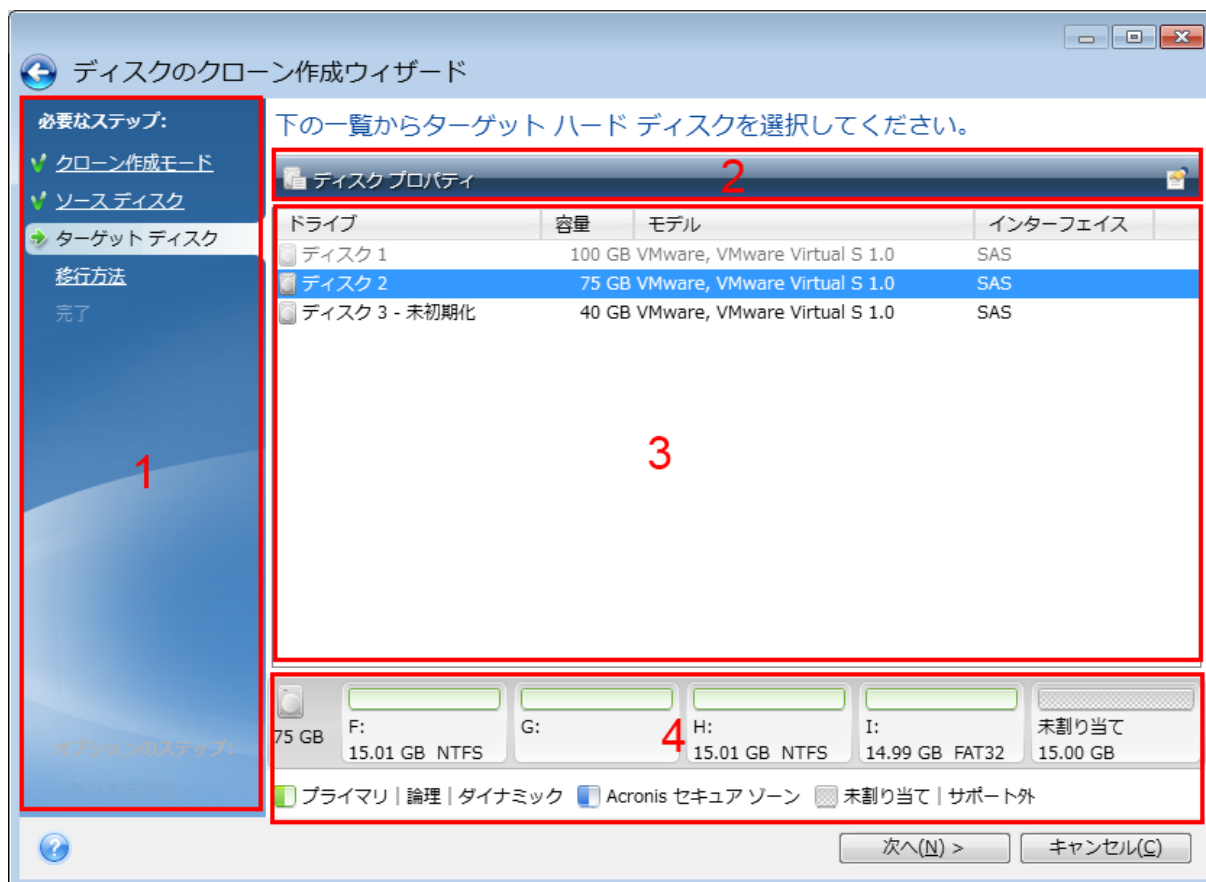 ディスクのクローン作成ウィザード
必要なステップ:
クローン作成モード
ソース ディスク
ターゲット ディスク
移行方法
完了
1
オプションのステップ:
下の一覧からターゲット ハード ディスクを選択してください。
ディスク プロパティ
2
ドライブ 容量 モデル インターフェイス
ディスク 1 100 GB VMware, VMware Virtual S 1.0 SAS
ディスク 2 75 GB VMware, VMware Virtual S 1.0 SAS
ディスク 3 - 未初期化 40 GB VMware, VMware Virtual S 1.0 SAS
3
75 GB
F:
15.01 GB NTFS
G:
4
H:
15.01 GB NTFS
I:
14.99 GB FAT32
未割り当て
15.00 GB
プライマリ | 論理 | ダイナミック Acronis セキュア ゾーン 未割り当て | サポート外
次へ(N) > キャンセル(C)